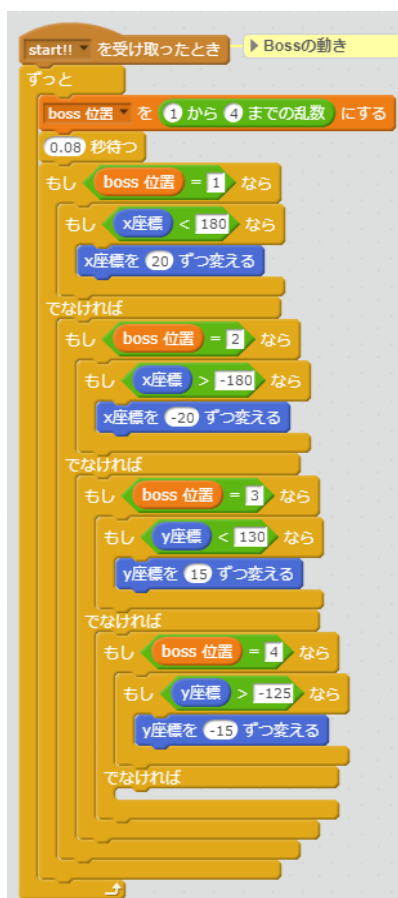 start!! を受け取ったとき Bossの動き
ずっと
boss 位置 を 1 から 4 までの乱数 にする
0.08 秒待つ
もし boss 位置 = 1 なら
もし x座標 < 180 なら
x座標を 20 ずつ変える
でなければ
もし boss 位置 = 2 なら
もし x座標 > -180 なら
x座標を -20 ずつ変える
でなければ
もし boss 位置 = 3 なら
もし y座標 < 130 なら
y座標を 15 ずつ変える
でなければ
もし boss 位置 = 4 なら
もし y座標 > -125 なら
y座標を -15 ずつ変える
でなければ